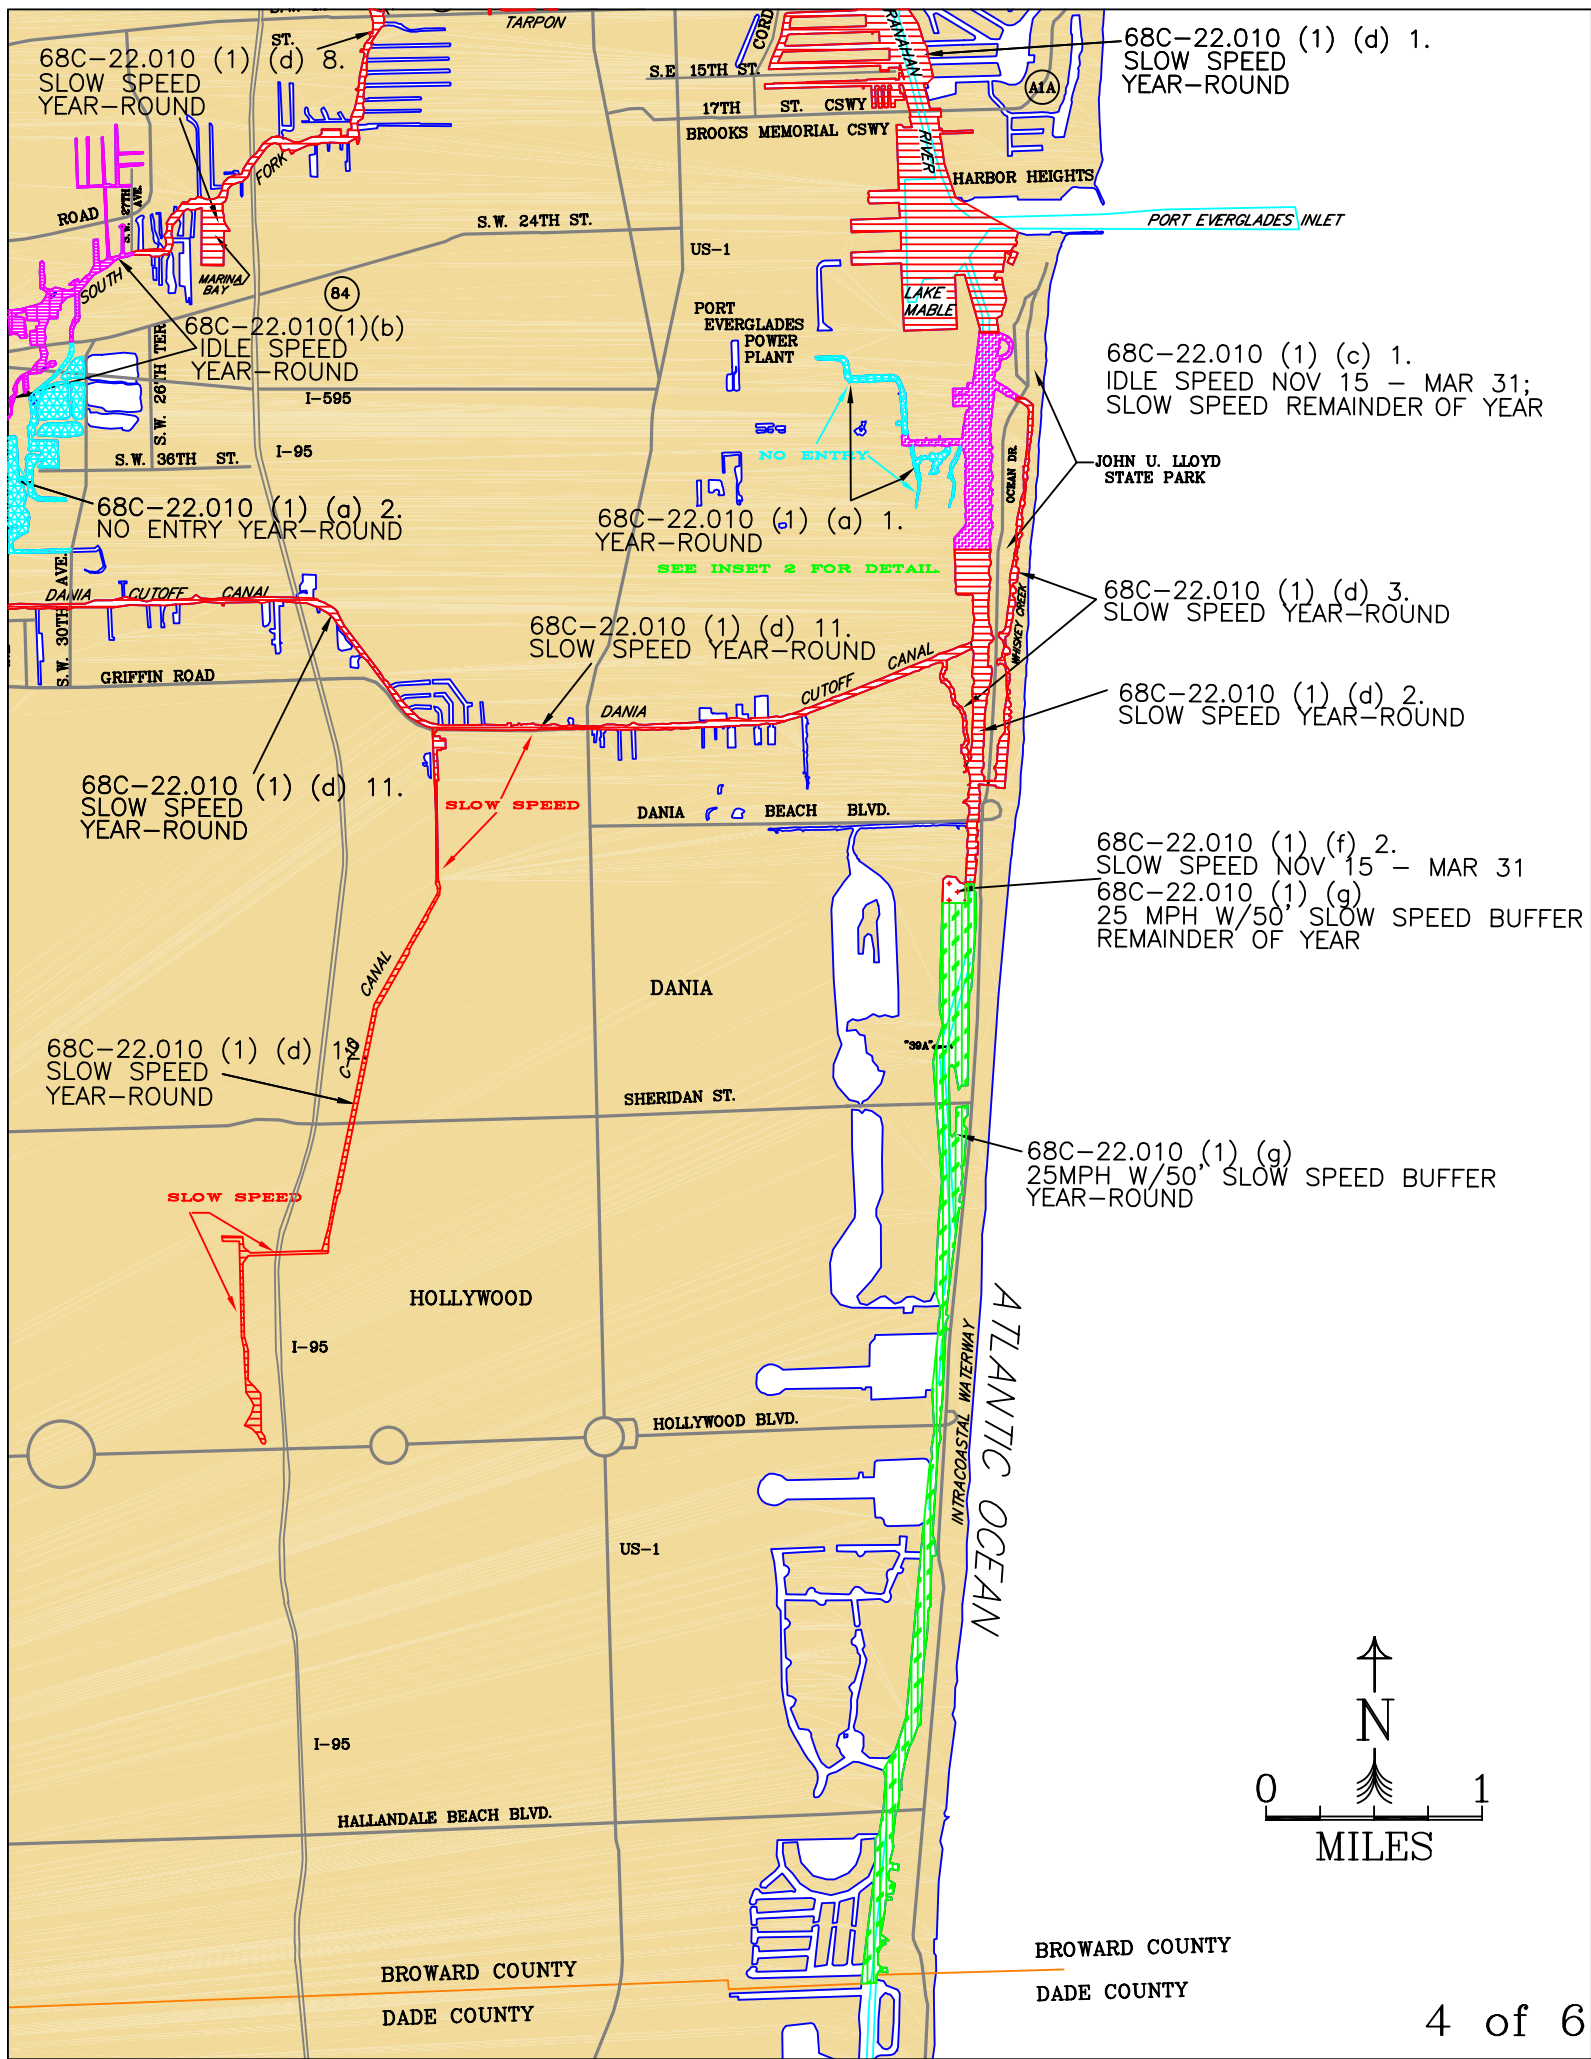 TARPON
ST.
68C-22.010 (1) (d) 8.
SLOW SPEED
YEAR-ROUND
CORD
RANAHAN
RIVER
68C-22.010 (1) (d) 1.
SLOW SPEED
YEAR-ROUND
S.E 15TH ST.
A1A
17TH ST. CSWY
BROOKS MEMORIAL CSWY
FORK
HARBOR HEIGHTS
ROAD
S.W. 27TH
AVE.
S.W. 24TH ST.
PORT EVERGLADES INLET
US-1
SOUTH
MARINA
BAY
84
LAKE
MABLE
PORT
EVERGLADES
POWER
PLANT
68C-22.010(1)(b)
IDLE SPEED
YEAR-ROUND
S.W. 26TH TER
68C-22.010 (1) (c) 1.
IDLE SPEED NOV 15 - MAR 31;
SLOW SPEED REMAINDER OF YEAR
I-595
I-95
S.W. 36TH ST.
NO ENTRY
OCEAN DR.
JOHN U. LLOYD
STATE PARK
68C-22.010 (1) (a) 2.
NO ENTRY YEAR-ROUND
68C-22.010 (1) (a) 1.
YEAR-ROUND
SEE INSET 2 FOR DETAIL.
S.W. 30TH AVE.
DANIA CUTOFF CANAL
WHISKEY CREEK
68C-22.010 (1) (d) 3.
SLOW SPEED YEAR-ROUND
68C-22.010 (1) (d) 11.
SLOW SPEED YEAR-ROUND
GRIFFIN ROAD
DANIA CUTOFF CANAL
68C-22.010 (1) (d) 2.
SLOW SPEED YEAR-ROUND
68C-22.010 (1) (d) 11.
SLOW SPEED
YEAR-ROUND
SLOW SPEED
DANIA BEACH BLVD.
68C-22.010 (1) (f) 2.
SLOW SPEED NOV 15 - MAR 31
68C-22.010 (1) (g)
25 MPH W/50' SLOW SPEED BUFFER
REMAINDER OF YEAR
DANIA
C-10 CANAL
"39A"
68C-22.010 (1) (d)
SLOW SPEED
YEAR-ROUND
SHERIDAN ST.
68C-22.010 (1) (g)
25MPH W/50' SLOW SPEED BUFFER
YEAR-ROUND
SLOW SPEED
HOLLYWOOD
I-95
ATLANTIC OCEAN
INTRACOASTAL WATERWAY
HOLLYWOOD BLVD.
US-1
I-95
N
0 1
MILES
HALLANDALE BEACH BLVD.
BROWARD COUNTY
DADE COUNTY
BROWARD COUNTY
DADE COUNTY
4 of 6